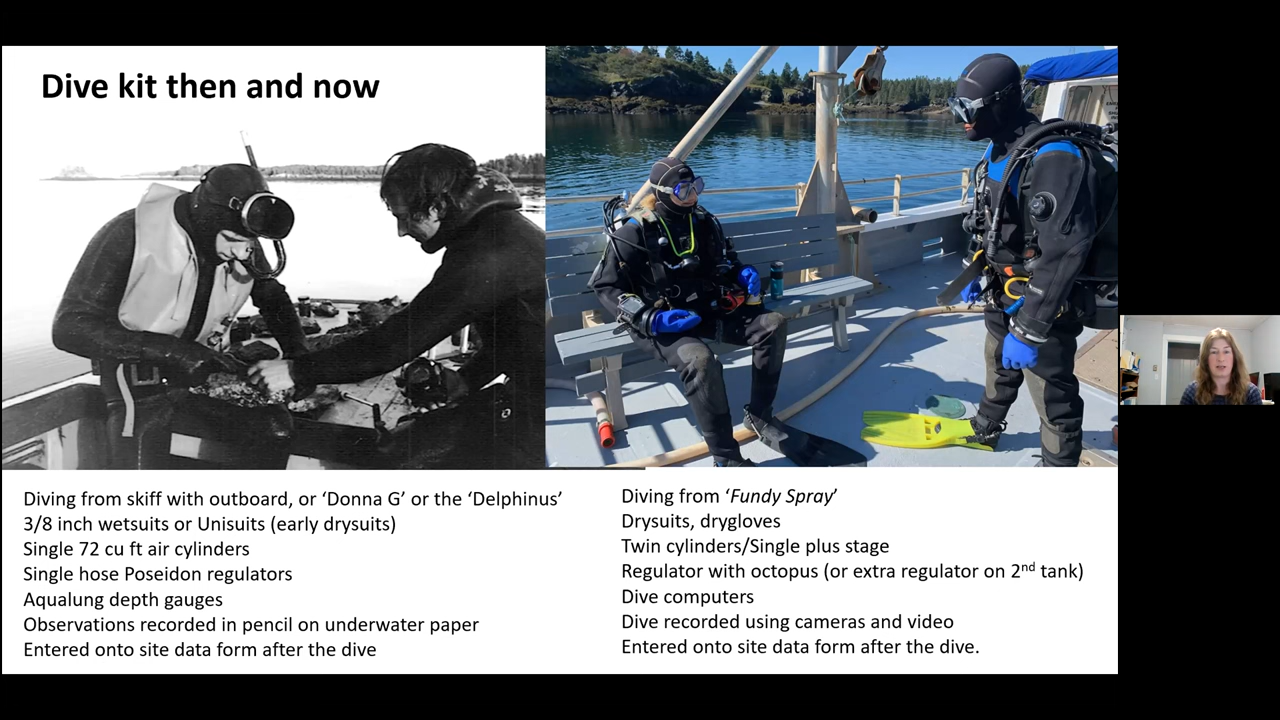 Dive kit then and now
Diving from skiff with outboard, or ‘Donna G’ or the ‘Delphinus’
3/8 inch wetsuits or Unisuits (early drysuits)
Single 72 cu ft air cylinders
Single hose Poseidon regulators
Aqualung depth gauges
Observations recorded in pencil on underwater paper
Entered onto site data form after the dive
Diving from ‘Fundy Spray’
Drysuits, drygloves
Twin cylinders/Single plus stage
Regulator with octopus (or extra regulator on 2nd tank)
Dive computers
Dive recorded using cameras and video
Entered onto site data form after the dive.